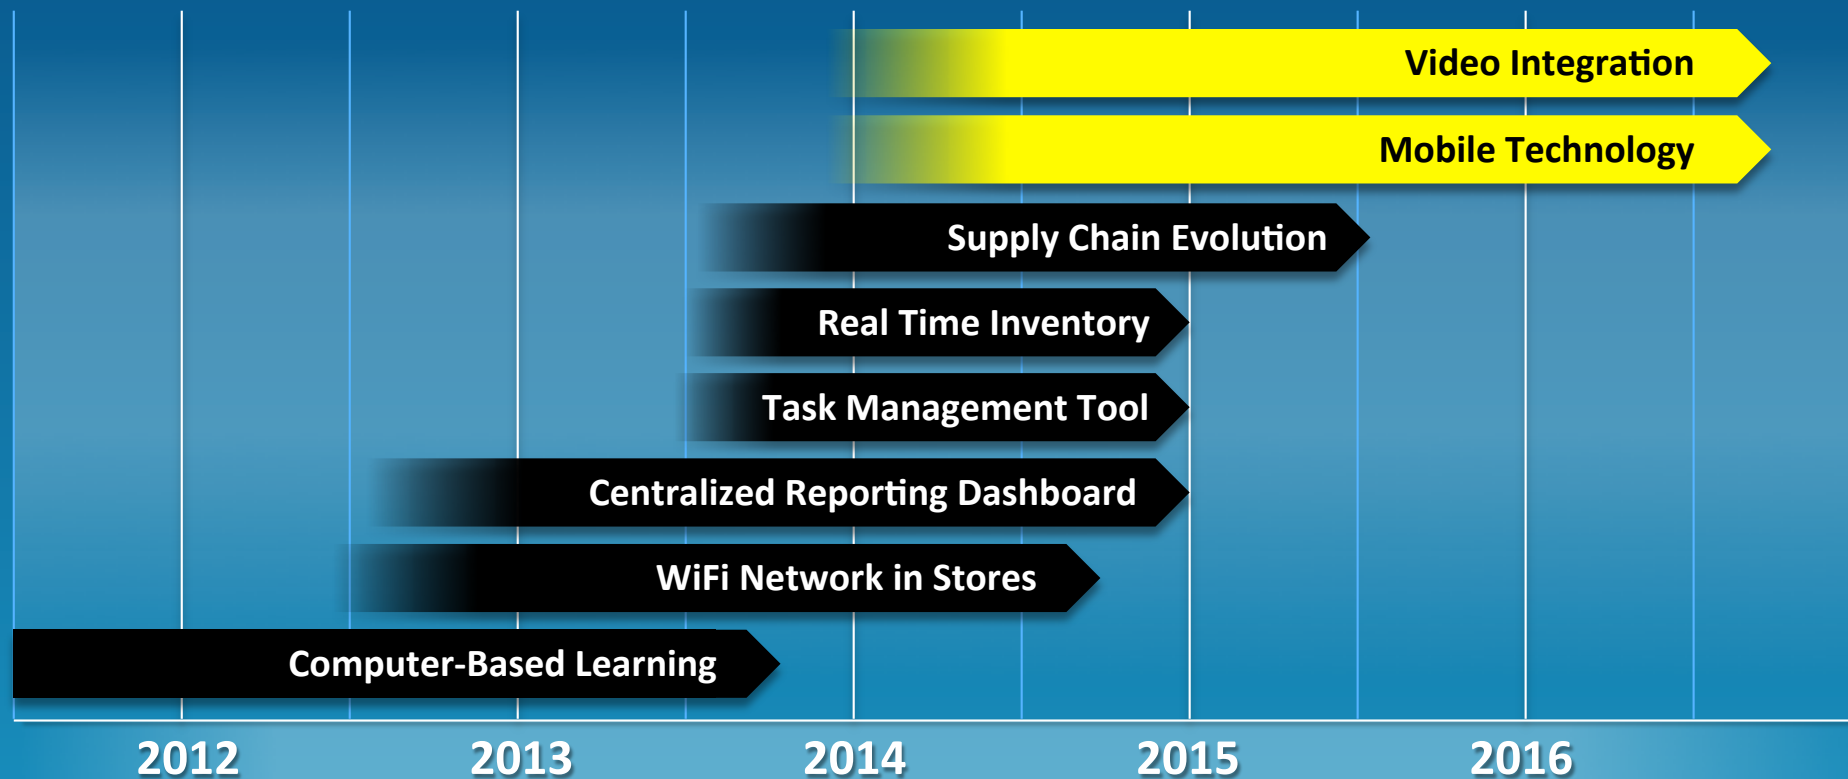 Video Integration
Mobile Technology
Supply Chain Evolution
Real Time Inventory
Task Management Tool
Centralized Reporting Dashboard
WiFi Network in Stores
Computer-Based Learning
2012 2013 2014 2015 2016